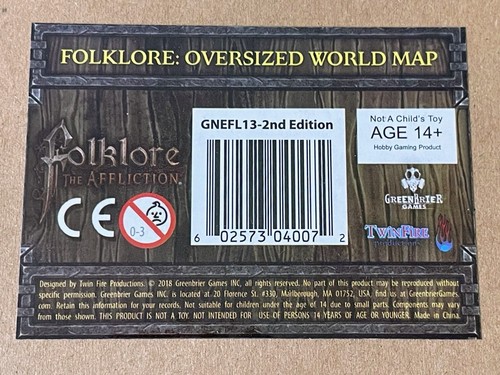 FOLKLORE: OVERSIZED WORLD MAP
GNEFL13-2nd Edition
Not A Child's Toy
AGE 14+
Hobby Gaming Product
Folklore
THE AFFLICTION
GREENBRIER
GAMES
CE
0-3
6 02573 04007 2
TWINFIRE
Designed by Twin Fire Productions. © 2018 Greenbrier Games INC, all rights reserved. No part of this product may be reproduced without
specific permission. Greenbrier Games INC. is located at 20 Florence St. #330, Marlborough, MA 01752, USA, find us at GreenbrierGames.
com. Retain this information for your records. Not suitable for children under the age of 14 due to small parts. Components may vary
from those shown. THIS PRODUCT IS NOT A TOY. NOT INTENDED FOR USE OF PERSONS 14 YEARS OF AGE OR YOUNGER. Made in China.